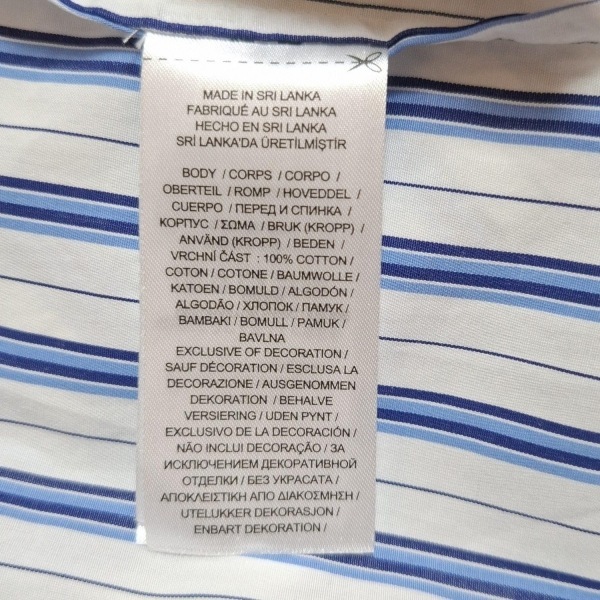 MADE IN SRI LANKA
FABRIQUÉ AU SRI LANKA
HECHO EN SRI LANKA
SRİ LANKA'DA ÜRETİLMİŞTİR
BODY / CORPS / CORPO /
OBERTEIL / ROMP / HOVEDDEL /
CUERPO / ПЕРЕД И СПИНКА /
КОРПУС / ΣΩΜΑ / BRUK (KROPP) /
ANVÄND (KROPP) / BEDEN /
VRCHNÍ ČÁST : 100% COTTON /
COTON / COTONE / BAUMWOLLE /
KATOEN / BOMULD / ALGODÓN /
ALGODÃO / ХЛОПОК / ПАМУК /
BAMBAKI / BOMULL / PAMUK /
BAVLNA
EXCLUSIVE OF DECORATION /
SAUF DÉCORATION / ESCLUSA LA
DECORAZIONE / AUSGENOMMEN
DEKORATION / BEHALVE
VERSIERING / UDEN PYNT /
EXCLUSIVO DE LA DECORACIÓN /
NÃO INCLUI DECORAÇÃO / ЗА
ИСКЛЮЧЕНИЕМ ДЕКОРАТИВНОЙ
ОТДЕЛКИ / БЕЗ УКРАСАТА /
ΑΠΟΚΛΕΙΣΤΙΚΗ ΑΠΟ ΔΙΑΚΟΣΜΗΣΗ /
UTELUKKER DEKORASJON /
ENBART DEKORATION /